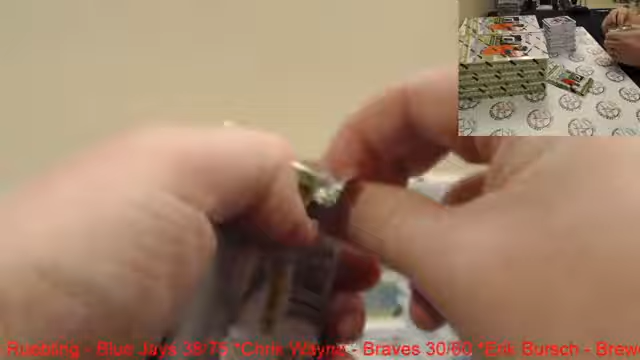 Ruebling - Blue Jays 38/75 *Chris Wayne - Braves 30/60 *Erik Bursch - Brew